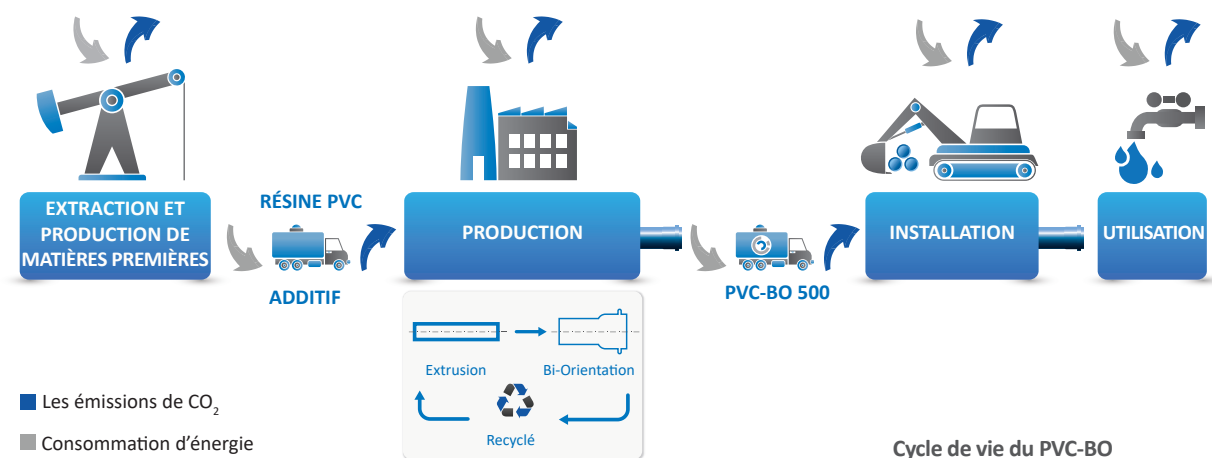 EXTRACTION ET
PRODUCTION DE
MATIÈRES PREMIÈRES
RÉSINE PVC
ADDITIF
PRODUCTION
PVC-BO 500
INSTALLATION
UTILISATION
Extrusion
Bi-Orientation
Recyclé
Les émissions de CO₂
Consommation d'énergie
Cycle de vie du PVC-BO